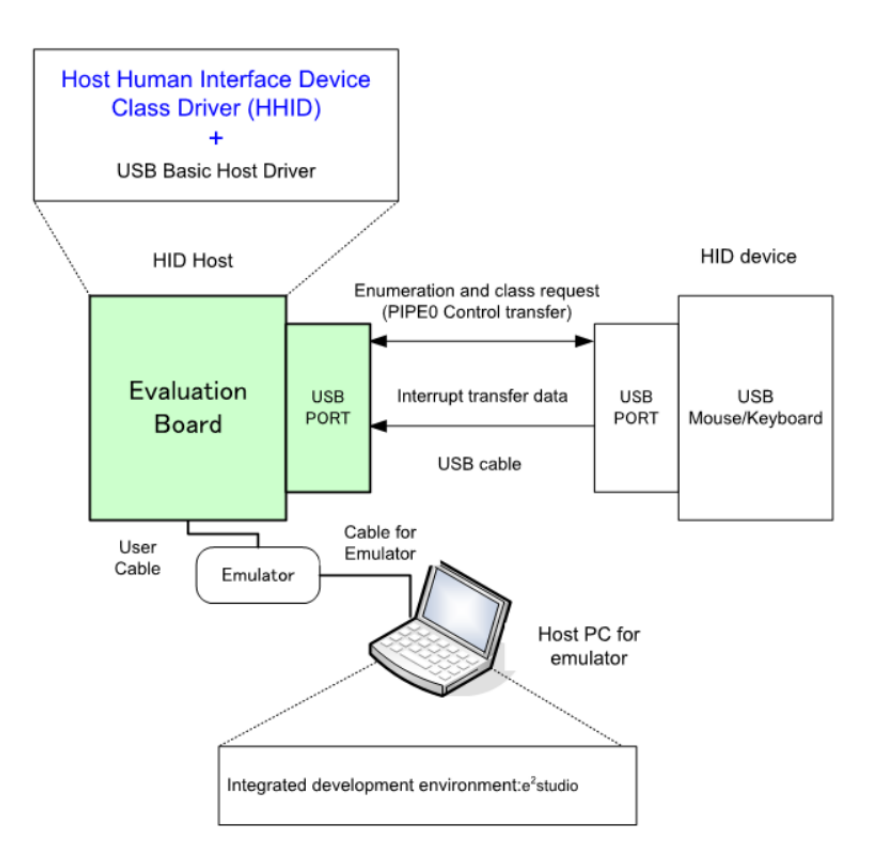 Host Human Interface Device
Class Driver (HHID)
+
USB Basic Host Driver
HID Host
HID device
Enumeration and class request
(PIPE0 Control transfer)
Evaluation
Board
USB
PORT
Interrupt transfer data
USB
PORT
USB
Mouse/Keyboard
USB cable
User
Cable
Cable for
Emulator
Emulator
Host PC for
emulator
Integrated development environment:e²studio